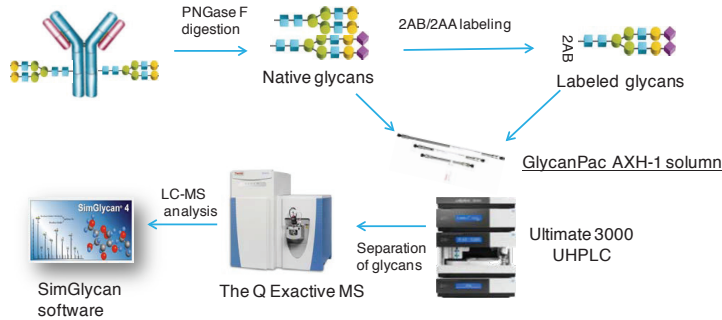 PNGase F
digestion
2AB/2AA labeling
Native glycans
2AB
Labeled glycans
GlycanPac AXH-1 solumn
SimGlycan® 4
LC-MS
analysis
Separation
of glycans
Ultimate 3000
UHPLC
SimGlycan
software
The Q Exactive MS